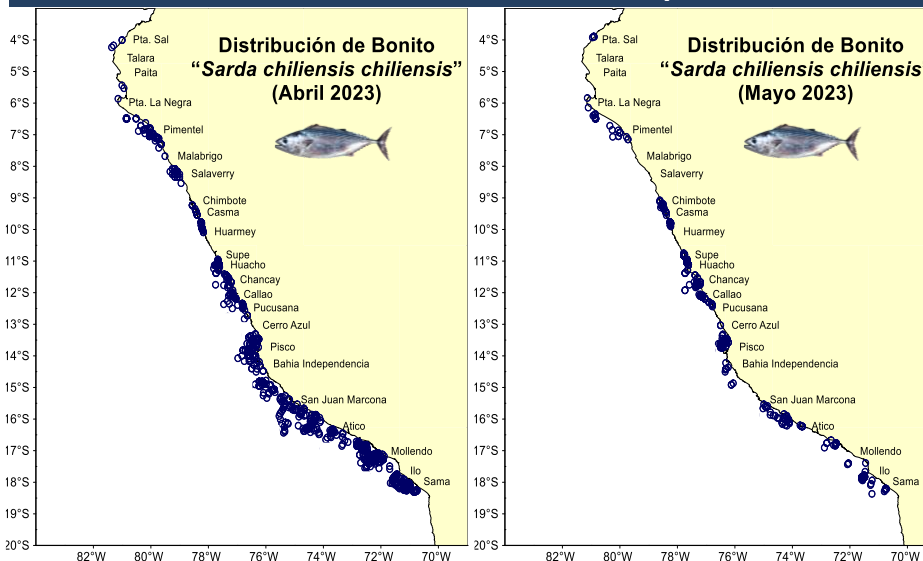 Distribución de Bonito
“Sarda chiliensis chiliensis”
(Abril 2023)
4°S
5°S
6°S
7°S
8°S
9°S
10°S
11°S
12°S
13°S
14°S
15°S
16°S
17°S
18°S
19°S
20°S
Pta. Sal
Talara
Paita
Pta. La Negra
Pimentel
Malabrigo
Salaverry
Chimbote
Casma
Huarmey
Supe
Huacho
Chancay
Callao
Pucusana
Cerro Azul
Pisco
Bahia Independencia
San Juan Marcona
Atico
Mollendo
Ilo
Sama
82°W 80°W 78°W 76°W 74°W 72°W 70°W
Distribución de Bonito
“Sarda chiliensis chiliensis
(Mayo 2023)
4°S
5°S
6°S
7°S
8°S
9°S
10°S
11°S
12°S
13°S
14°S
15°S
16°S
17°S
18°S
19°S
20°S
Pta. Sal
Talara
Paita
Pta. La Negra
Pimentel
Malabrigo
Salaverry
Chimbote
Casma
Huarmey
Supe
Huacho
Chancay
Callao
Pucusana
Cerro Azul
Pisco
Bahia Independencia
San Juan Marcona
Atico
Mollendo
Ilo
Sama
82°W 80°W 78°W 76°W 74°W 72°W 70°W